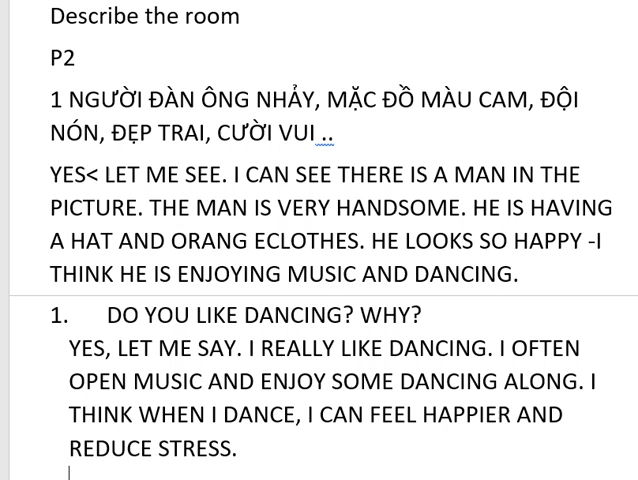 Describe the room
P2
1 NGƯỜI ĐÀN ÔNG NHẢY, MẶC ĐỒ MÀU CAM, ĐỘI
NÓN, ĐẸP TRAI, CƯỜI VUI ..
YES< LET ME SEE. I CAN SEE THERE IS A MAN IN THE
PICTURE. THE MAN IS VERY HANDSOME. HE IS HAVING
A HAT AND ORANG ECLOTHES. HE LOOKS SO HAPPY -I
THINK HE IS ENJOYING MUSIC AND DANCING.
1. DO YOU LIKE DANCING? WHY?
YES, LET ME SAY. I REALLY LIKE DANCING. I OFTEN
OPEN MUSIC AND ENJOY SOME DANCING ALONG. I
THINK WHEN I DANCE, I CAN FEEL HAPPIER AND
REDUCE STRESS.